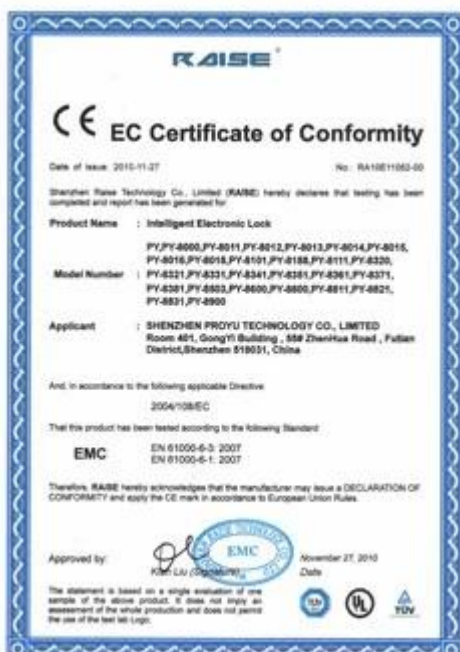 RAISE
CE EC Certificate of Conformity
Date of Issue: 2010-11-27 No.: RA10E11062-00
Shenzhen Raise Technology Co., Limited (RAISE) hereby declares that testing has been
completed and report has been generated for
Product Name : Intelligent Electronic Lock
PY,PY-8000,PY-8011,PY-8012,PY-8013,PY-8014,PY-8015,
PY-8016,PY-8018,PY-8101,PY-8188,PY-8111,PY-8320,
Model Number : PY-8321,PY-8331,PY-8341,PY-8351,PY-8361,PY-8371,
PY-8381,PY-8503,PY-8600,PY-8800,PY-8811,PY-8821,
PY-8831,PY-8900
Applicant : SHENZHEN PROYU TECHNOLOGY CO., LIMITED
Room 401, GongYi Building , 55# ZhenHua Road , Futian
District,Shenzhen 518031, China
And, in accordance to the following applicable Directive
2004/108/EC
That this product has been tested according to the following Standard
EMC
EN 61000-6-3: 2007
EN 61000-6-1: 2007
Therefore, RAISE hereby acknowledges that the manufacturer may issue a DECLARATION OF
CONFORMITY and apply the CE mark in accordance to European Union Rules.
EMC
Approved by:
Liu (Signature)
November 27, 2010
Date
The statement is based on a single evaluation of one
sample of the above product. It does not imply an
assessment of the whole production and does not permit
the use of the test lab Logo.
TUV
UL
TÜV